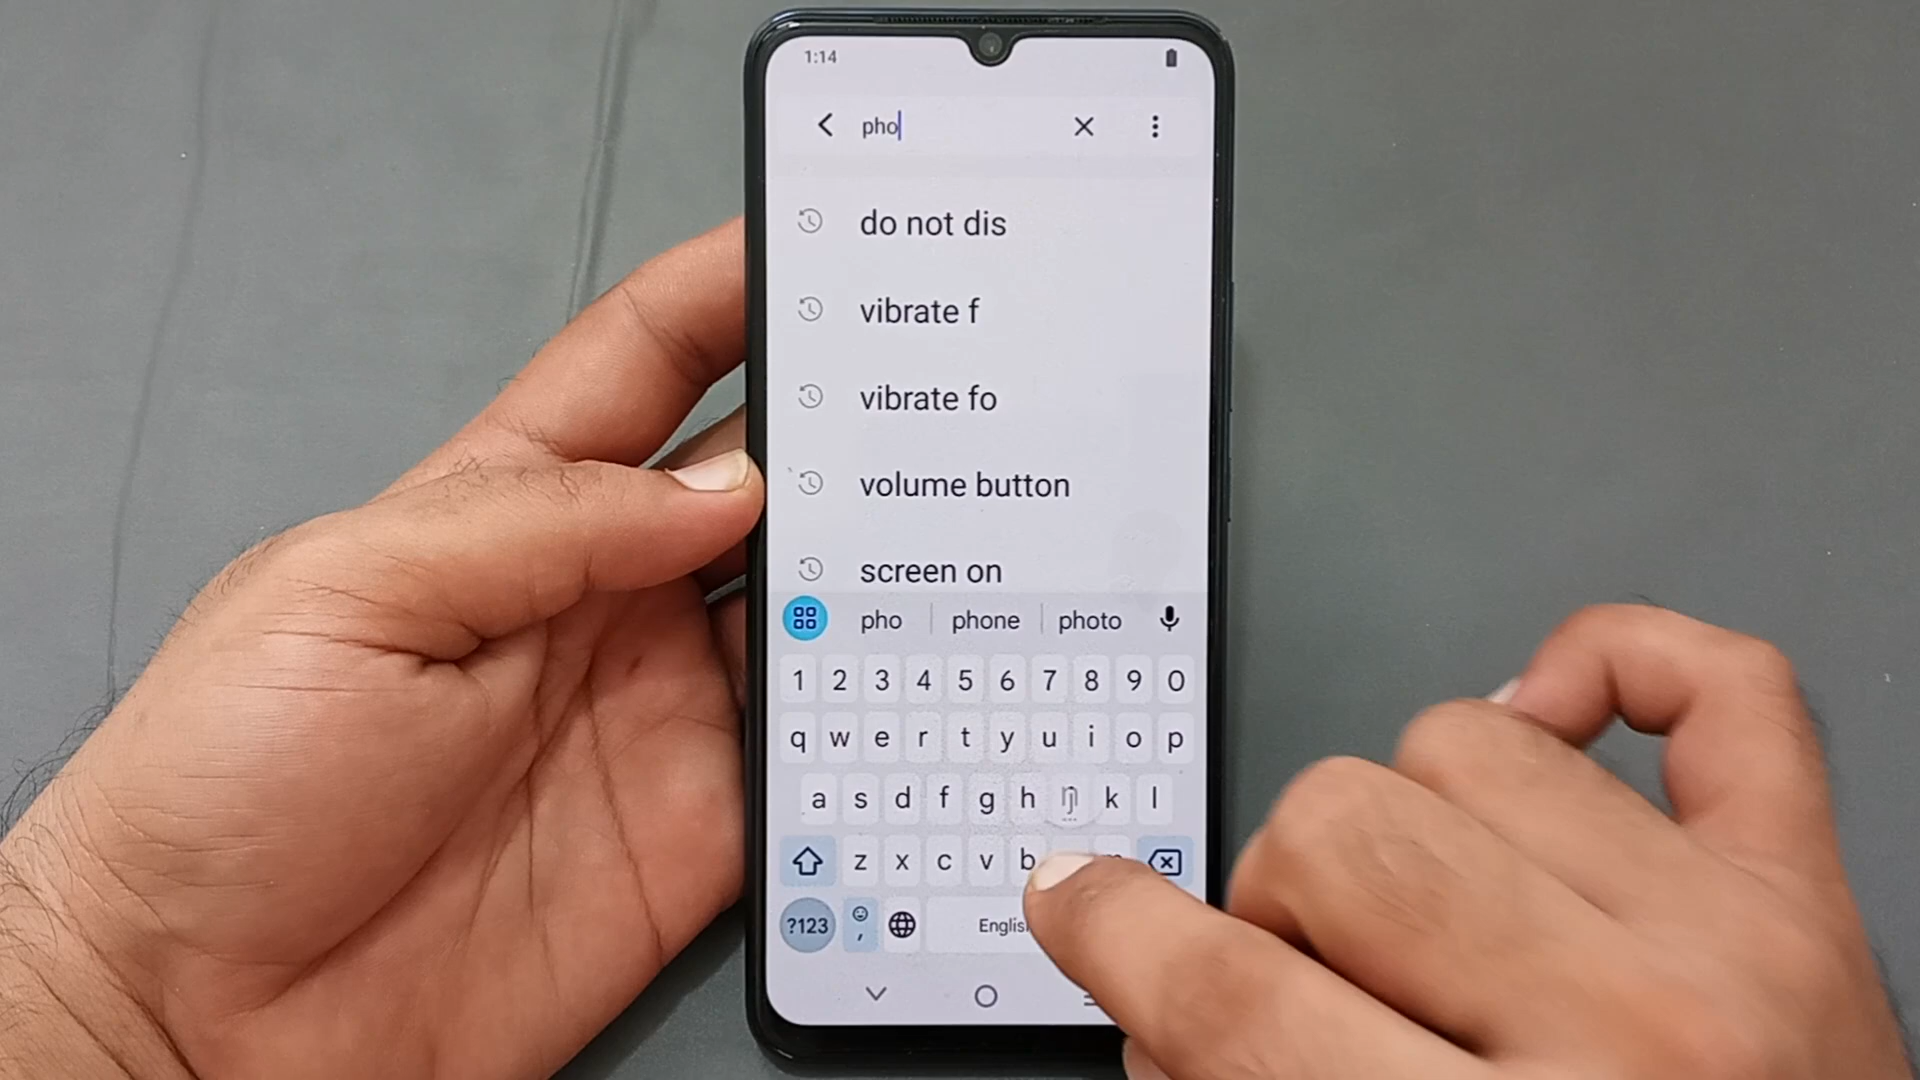 1:14
pho
do not dis
vibrate f
vibrate fo
volume button
screen on
pho phone photo
1 2 3 4 5 6 7 8 9 0
q w e r t y u i o p
a s d f g h k l
z x c v b
?123 ,